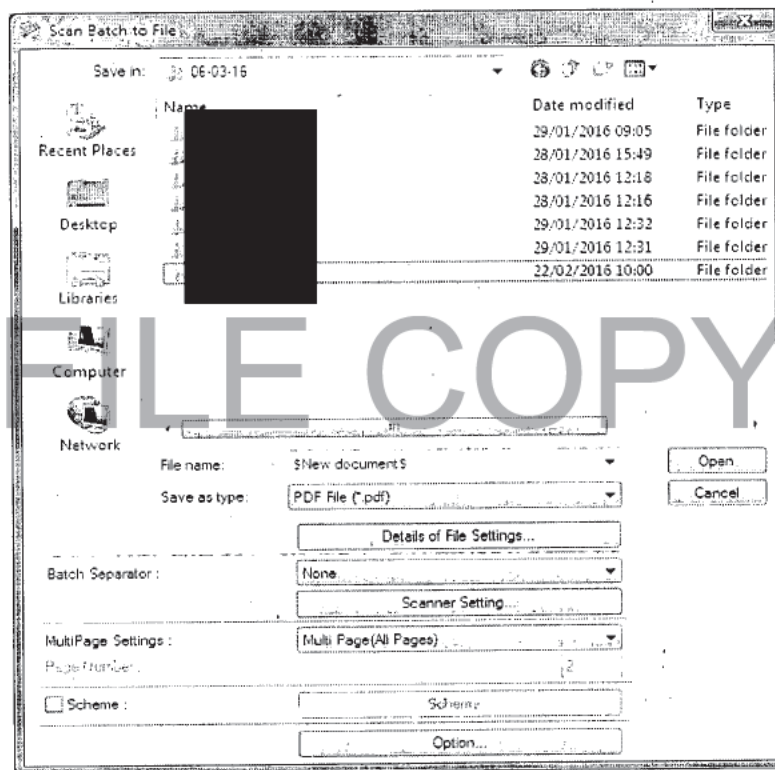 Scan Batch to File
Save in: 06-03-16
Name Date modified Type
29/01/2016 09:05 File folder
28/01/2016 15:49 File folder
28/01/2016 12:18 File folder
28/01/2016 12:16 File folder
29/01/2016 12:32 File folder
29/01/2016 12:31 File folder
22/02/2016 10:00 File folder
Recent Places
Desktop
Libraries
Computer
Network
FILE COPY
File name: $New document$ Open
Save as type: PDF File (*.pdf) Cancel
Details of File Settings...
Batch Separator : None
Scanner Setting...
MultiPage Settings : Multi Page(All Pages)
Page Number : 2
Scheme : Scheme
Option...